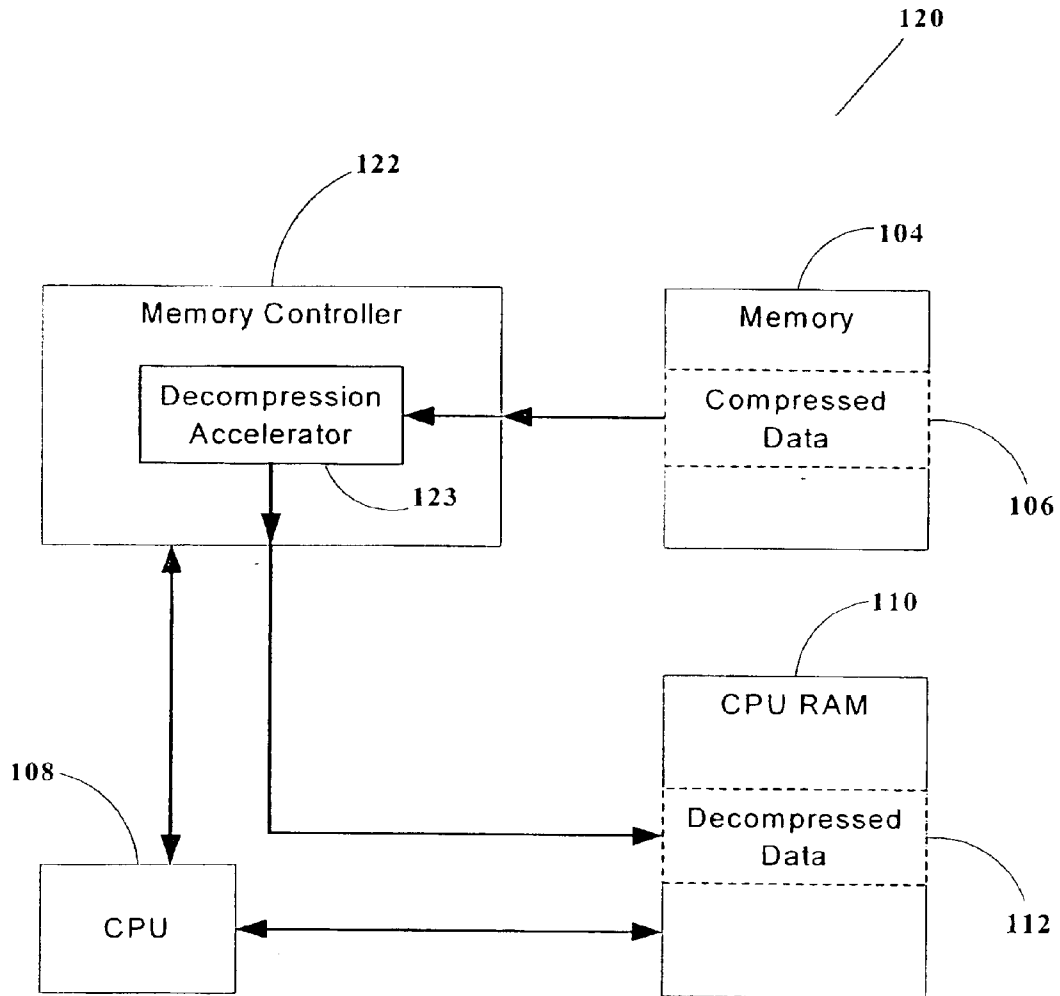 120
122
104
Memory Controller
Memory
Decompression
Accelerator
Compressed
Data
123
106
110
CPU RAM
108
Decompressed
Data
CPU
112